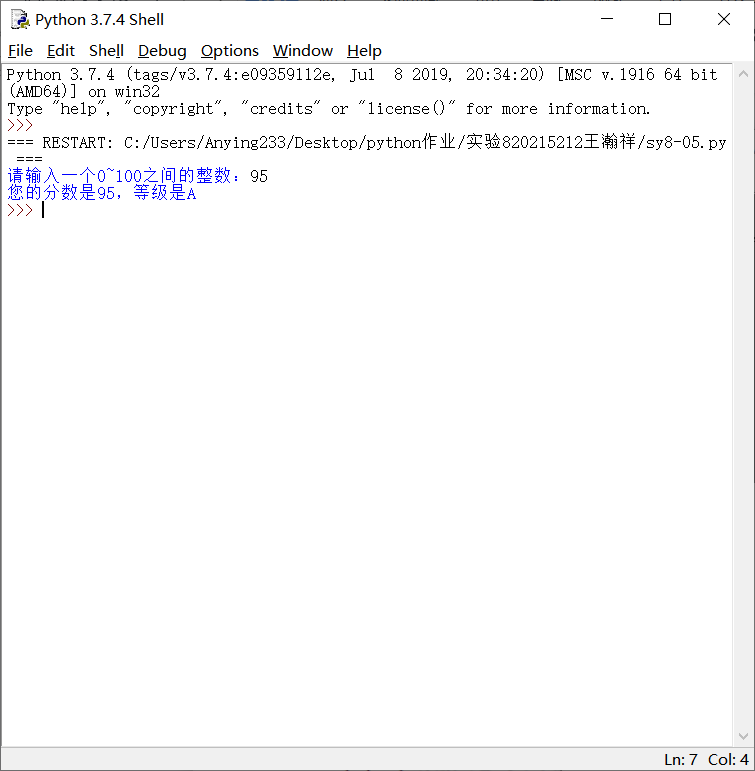 Python 3.7.4 Shell
File Edit Shell Debug Options Window Help
Python 3.7.4 (tags/v3.7.4:e09359112e, Jul  8 2019, 20:34:20) [MSC v.1916 64 bit
(AMD64)] on win32
Type "help", "copyright", "credits" or "license()" for more information.
>>>
=== RESTART: C:/Users/Anying233/Desktop/python作业/实验820215212王瀚祥/sy8-05.py
 ===
请输入一个0~100之间的整数：95
您的分数是95，等级是A
>>>
Ln: 7 Col: 4